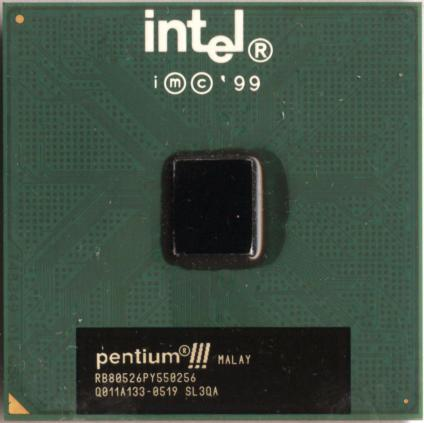 intel®
i ⓜ ⓒ '99
pentium®!!! MALAY
RB80526PY550256
Q011A133-0519 SL3QA